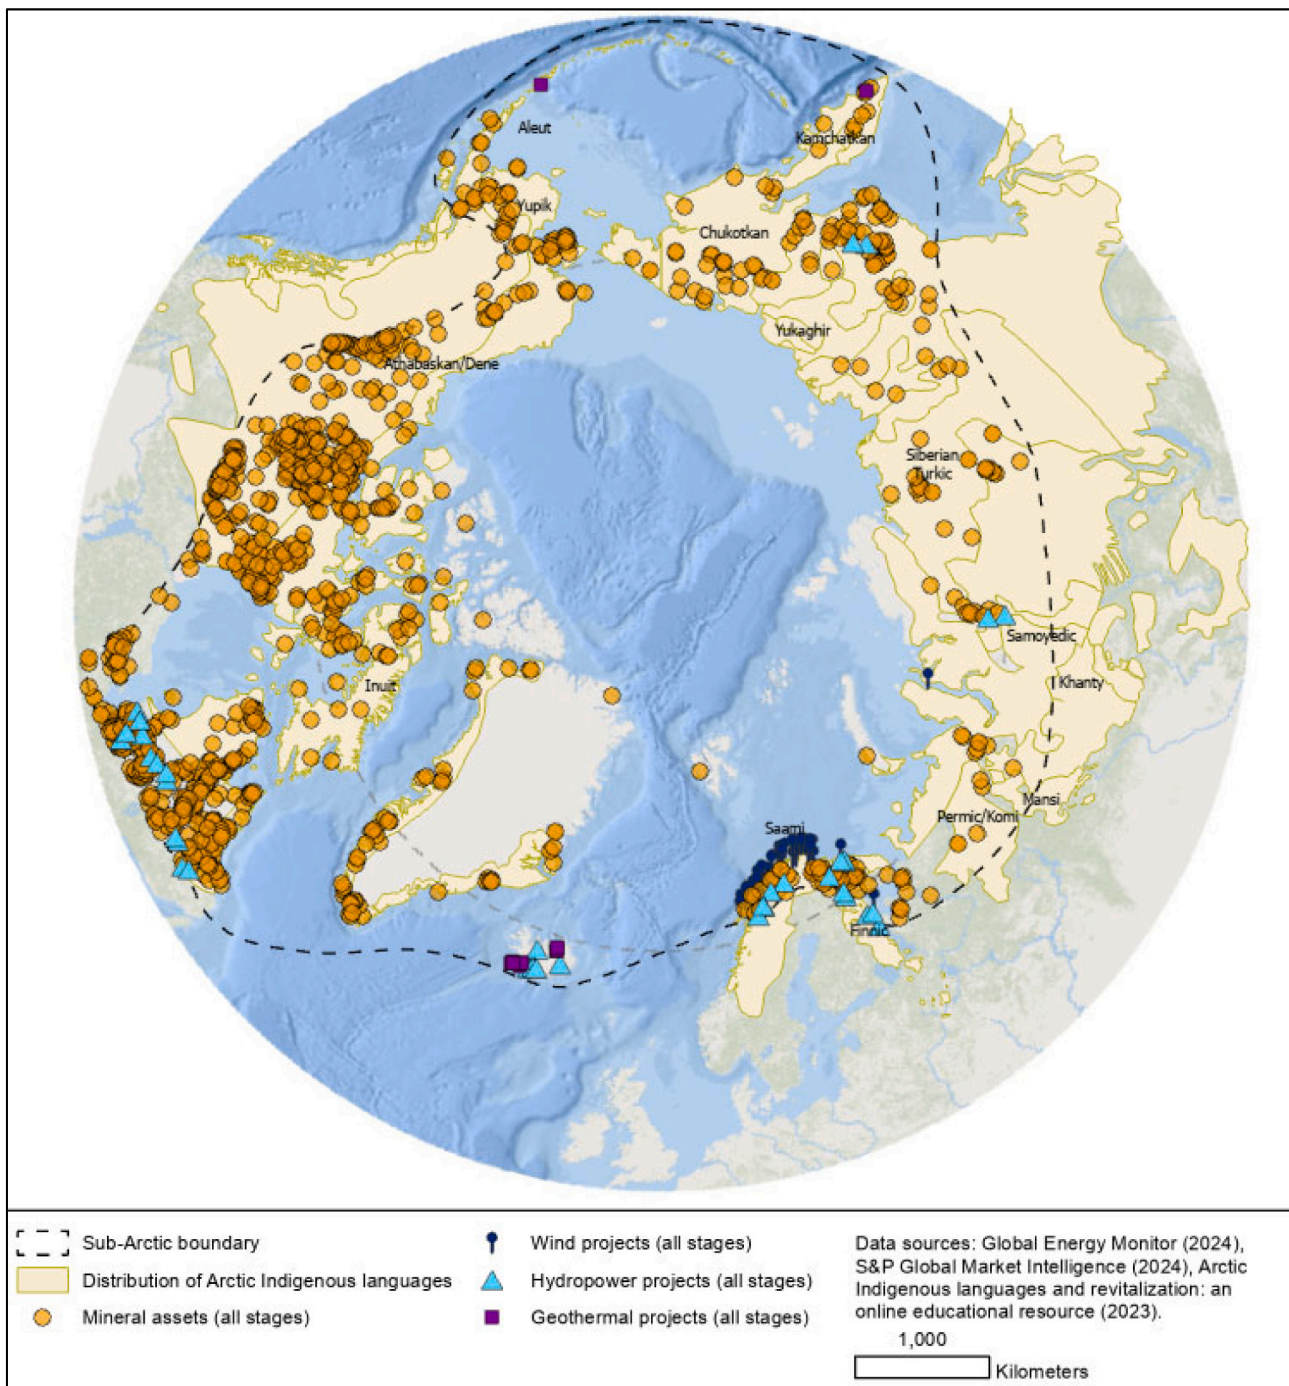 Aleut
Kamchatkan
Yupik
Chukotkan
Yukaghir
Athabaskan/Dene
Siberian
Turkic
Samoyedic
Inuit
Khanty
Mansi
Permic/Komi
Saami
Finnic
Sub-Arctic boundary
Distribution of Arctic Indigenous languages
Mineral assets (all stages)
Wind projects (all stages)
Hydropower projects (all stages)
Geothermal projects (all stages)
Data sources: Global Energy Monitor (2024),
S&P Global Market Intelligence (2024), Arctic
Indigenous languages and revitalization: an
online educational resource (2023).
1,000
Kilometers